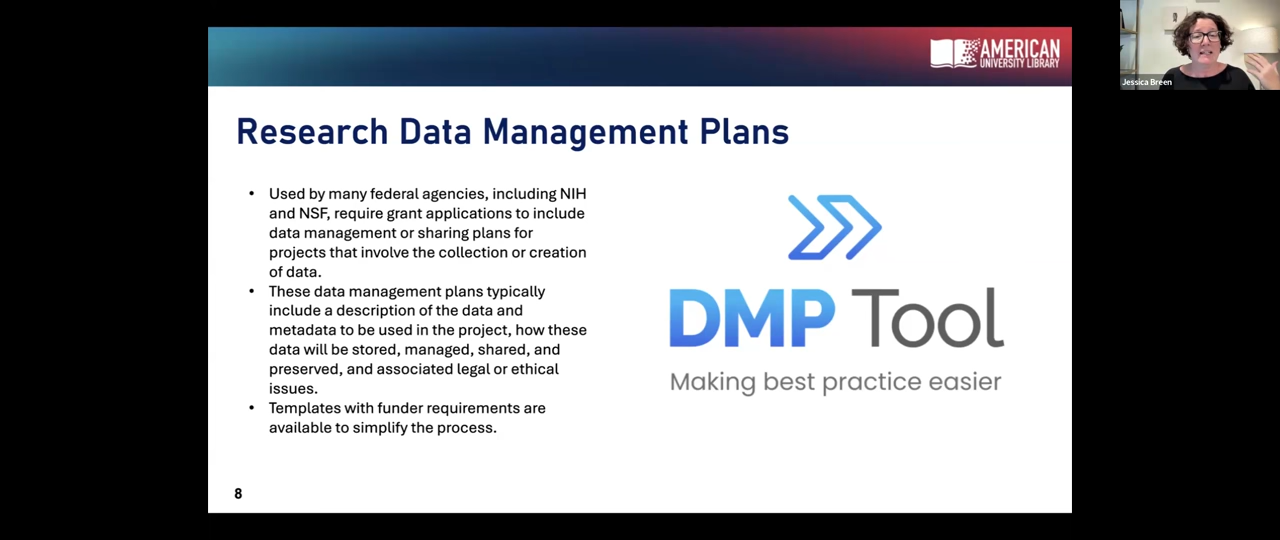 AMERICAN
UNIVERSITY LIBRARY
Jessica Breen
Research Data Management Plans
• Used by many federal agencies, including NIH
and NSF, require grant applications to include
data management or sharing plans for
projects that involve the collection or creation
of data.
• These data management plans typically
include a description of the data and
metadata to be used in the project, how these
data will be stored, managed, shared, and
preserved, and associated legal or ethical
issues.
• Templates with funder requirements are
available to simplify the process.
DMP Tool
Making best practice easier
8